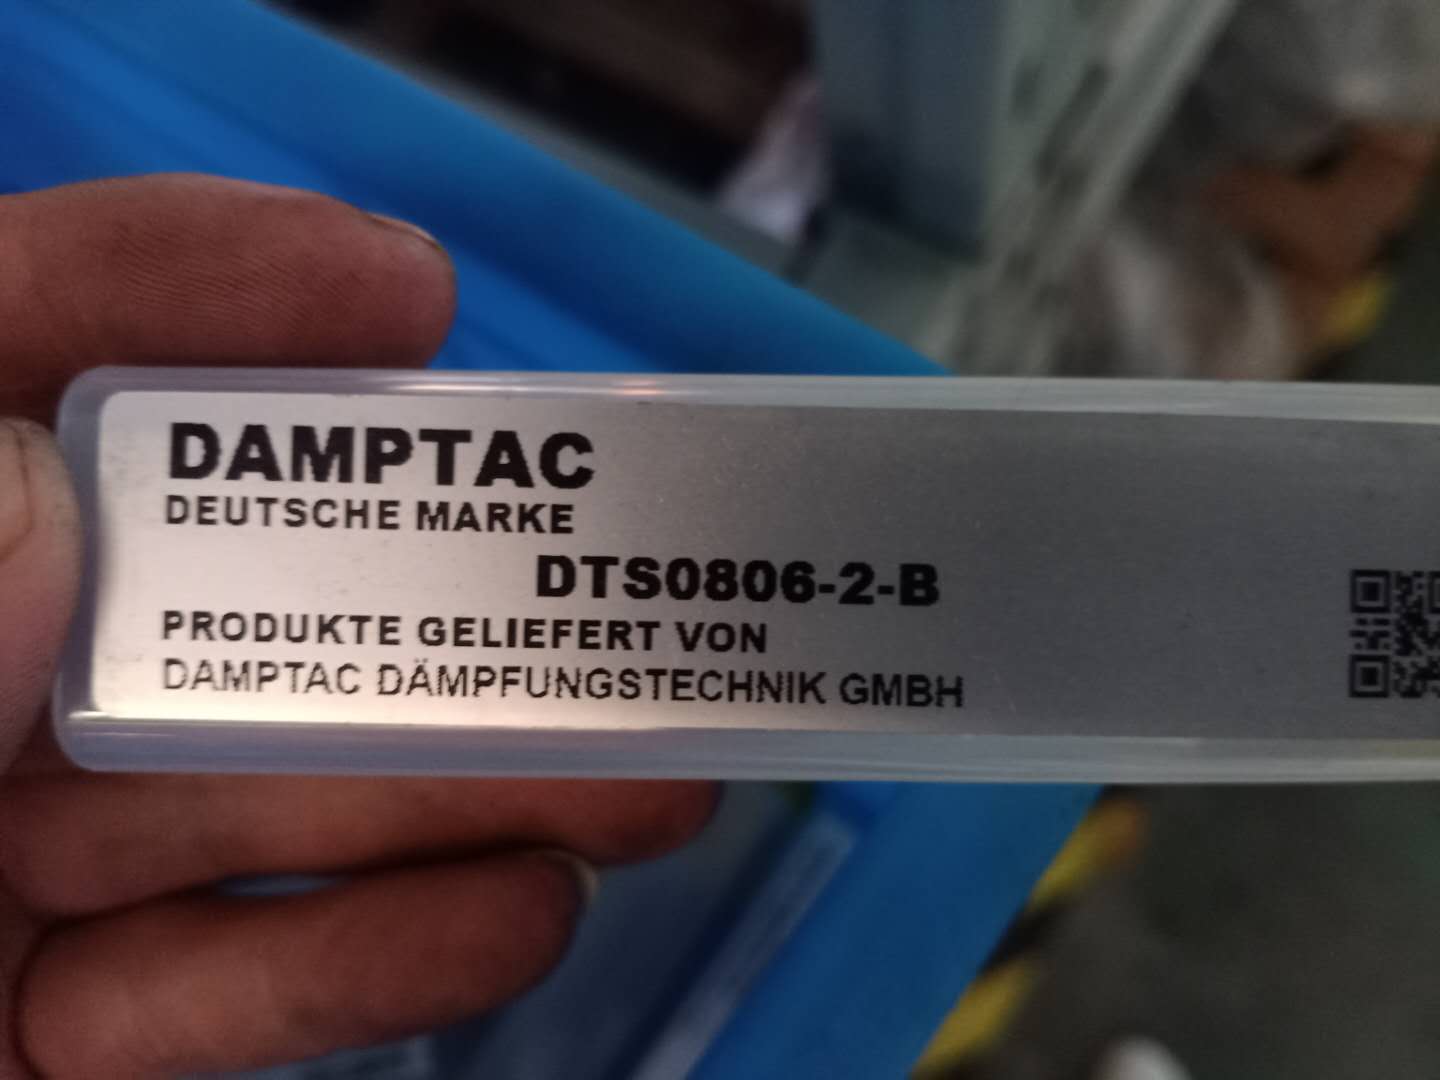 DAMPTAC
DEUTSCHE MARKE
DTS0806-2-B
PRODUKTE GELIEFERT VON
DAMPTAC DÄMPFUNGSTECHNIK GMBH